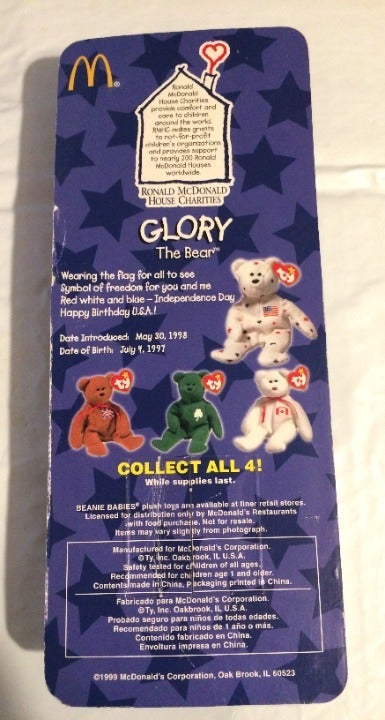 Ronald
McDonald
House Charities
provide comfort and
care to children
around the world.
RMHC makes grants
to not-for-profit
children's organizations
and provides support
to nearly 200 Ronald
McDonald Houses
worldwide.
RONALD MCDONALD
HOUSE CHARITIES
GLORY
The Bear™
Wearing the flag for all to see
Symbol of freedom for you and me
Red white and blue – Independence Day
Happy Birthday U.S.A.!
Date Introduced: May 30, 1998
Date of Birth: July 4, 1997
ty
ty
ty
ty
COLLECT ALL 4!
While supplies last.
BEANIE BABIES® plush toys are available at finer retail stores.
Licensed for distribution only by McDonald's Restaurants
with food purchase. Not for resale.
Items may vary slightly from photograph.
Manufactured for McDonald's Corporation.
©Ty, Inc. Oakbrook, IL U.S.A.
Safety tested for children of all ages.
Recommended for children age 1 and older.
Contents made in China, Packaging printed in China.
Fabricado para McDonald's Corporation.
©Ty, Inc. Oakbrook, IL U.S.A.
Probado seguro para niños de todas edades.
Recomendado para niños de 1 año o más.
Contenido fabricado en China.
Envoltura impresa en China.
©1999 McDonald's Corporation, Oak Brook, IL 60523